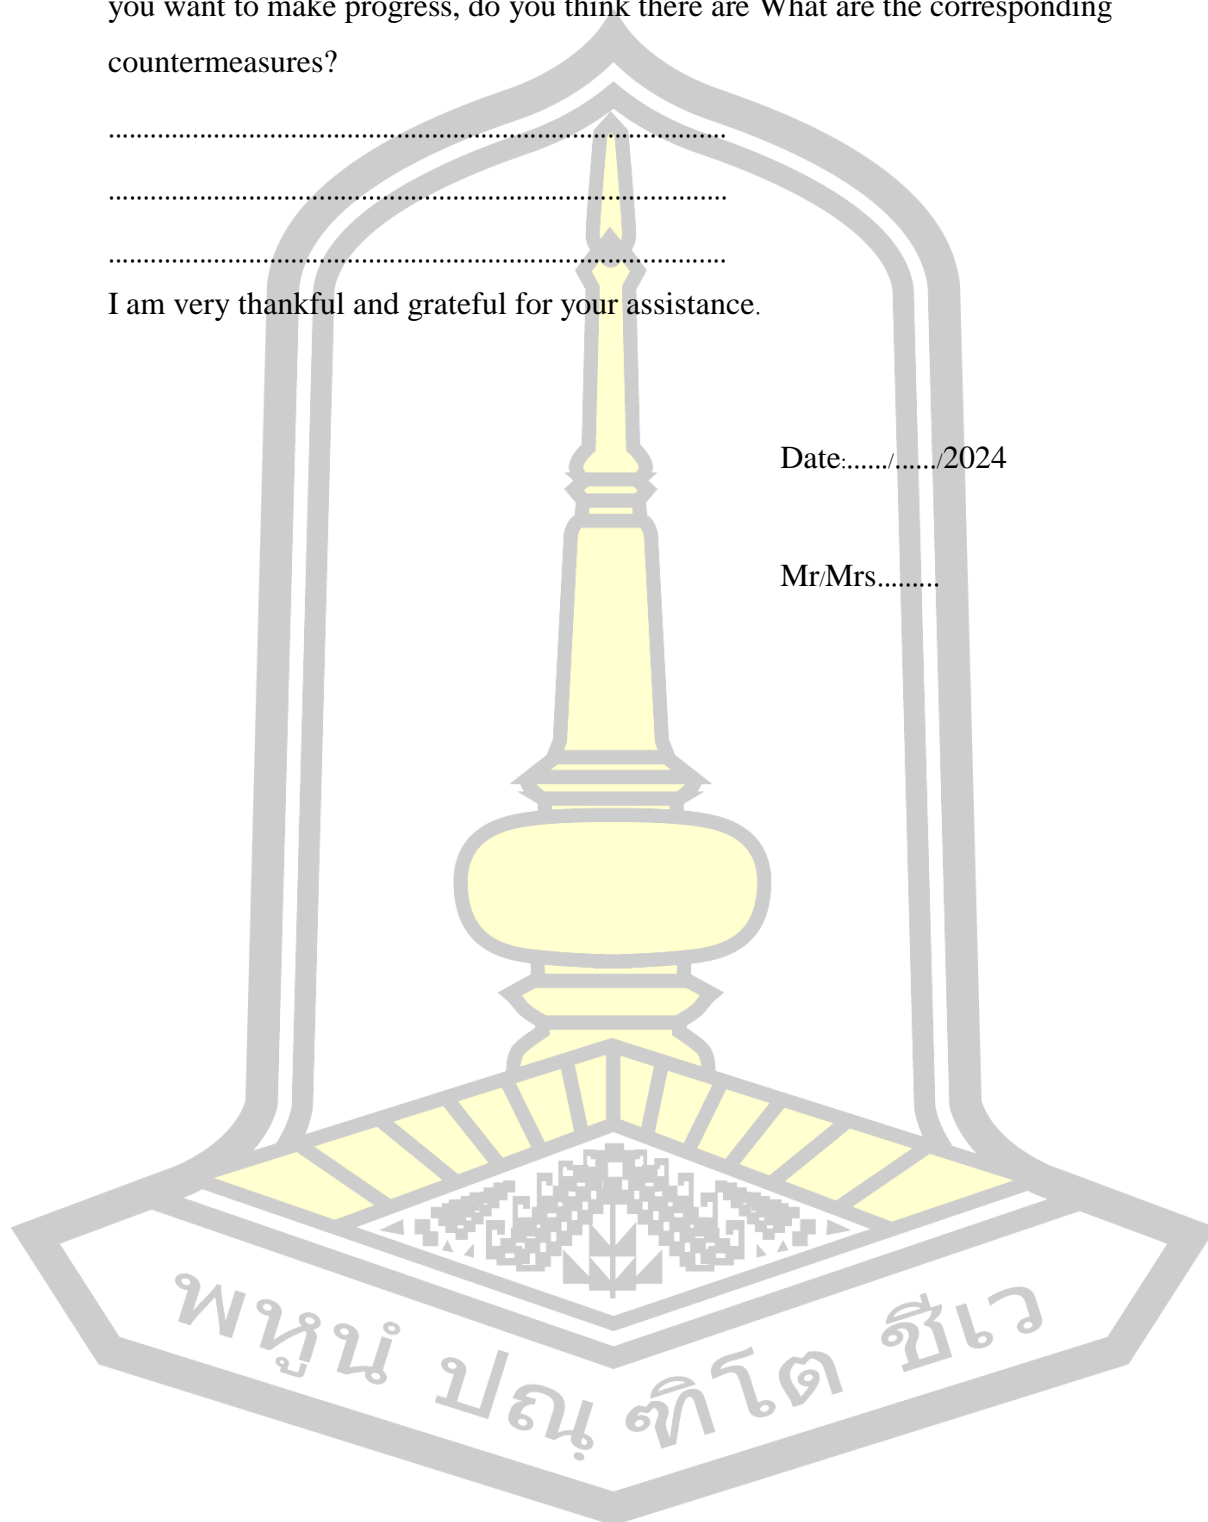 you want to make progress, do you think there are What are the corresponding
countermeasures?
........................................................................................
........................................................................................
........................................................................................
I am very thankful and grateful for your assistance.
Date:....../....../2024
Mr/Mrs.........
พหูนํ ปณฺ ฑิโต ชีเว